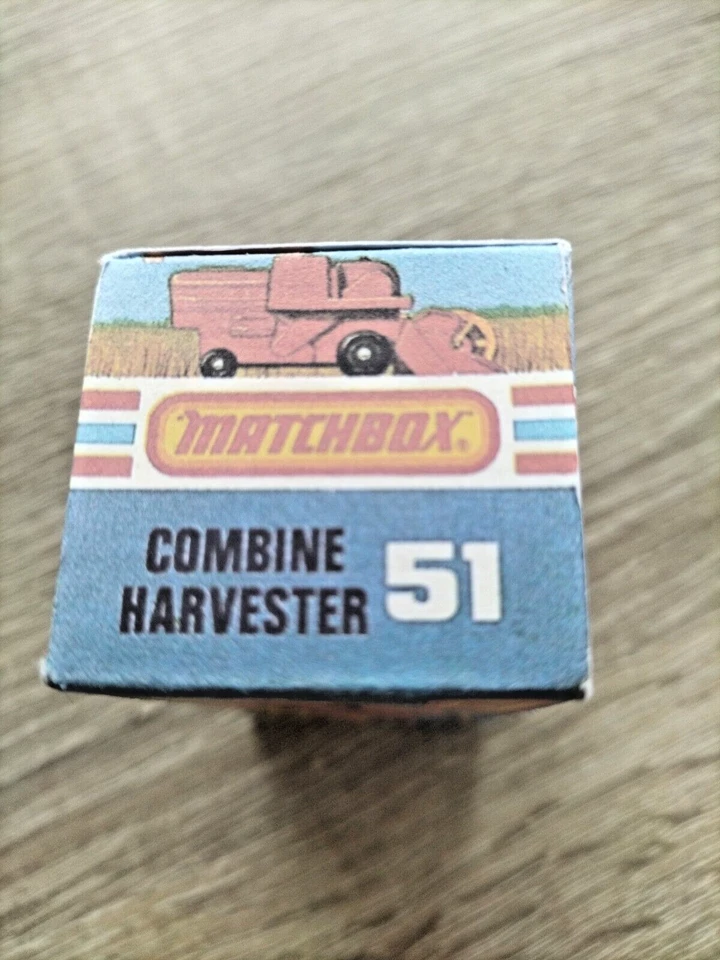 "MATCHBOX"®
COMBINE
HARVESTER
51